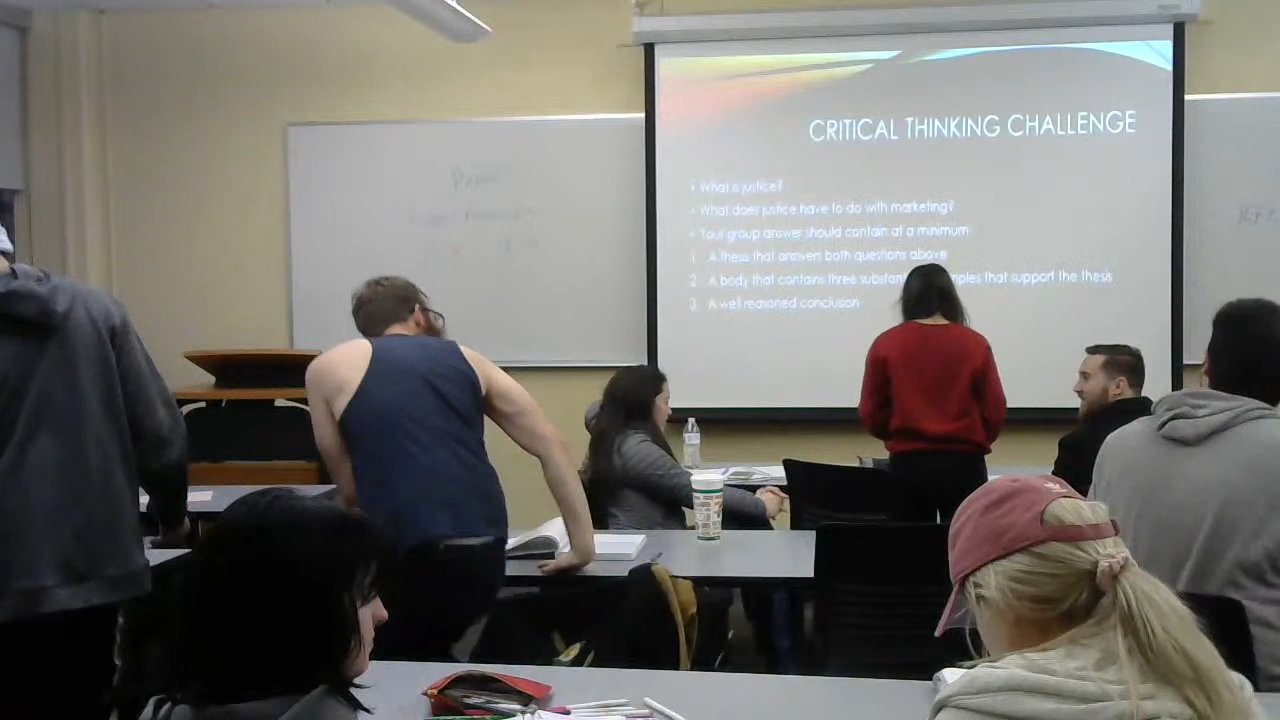 CRITICAL THINKING CHALLENGE
• What is justice?
• What does justice have to do with marketing?
• Your group answer should contain at a minimum
1. A thesis that answers both questions above
2. A body that contains three that support the thesis
3. A well reasoned conclusion